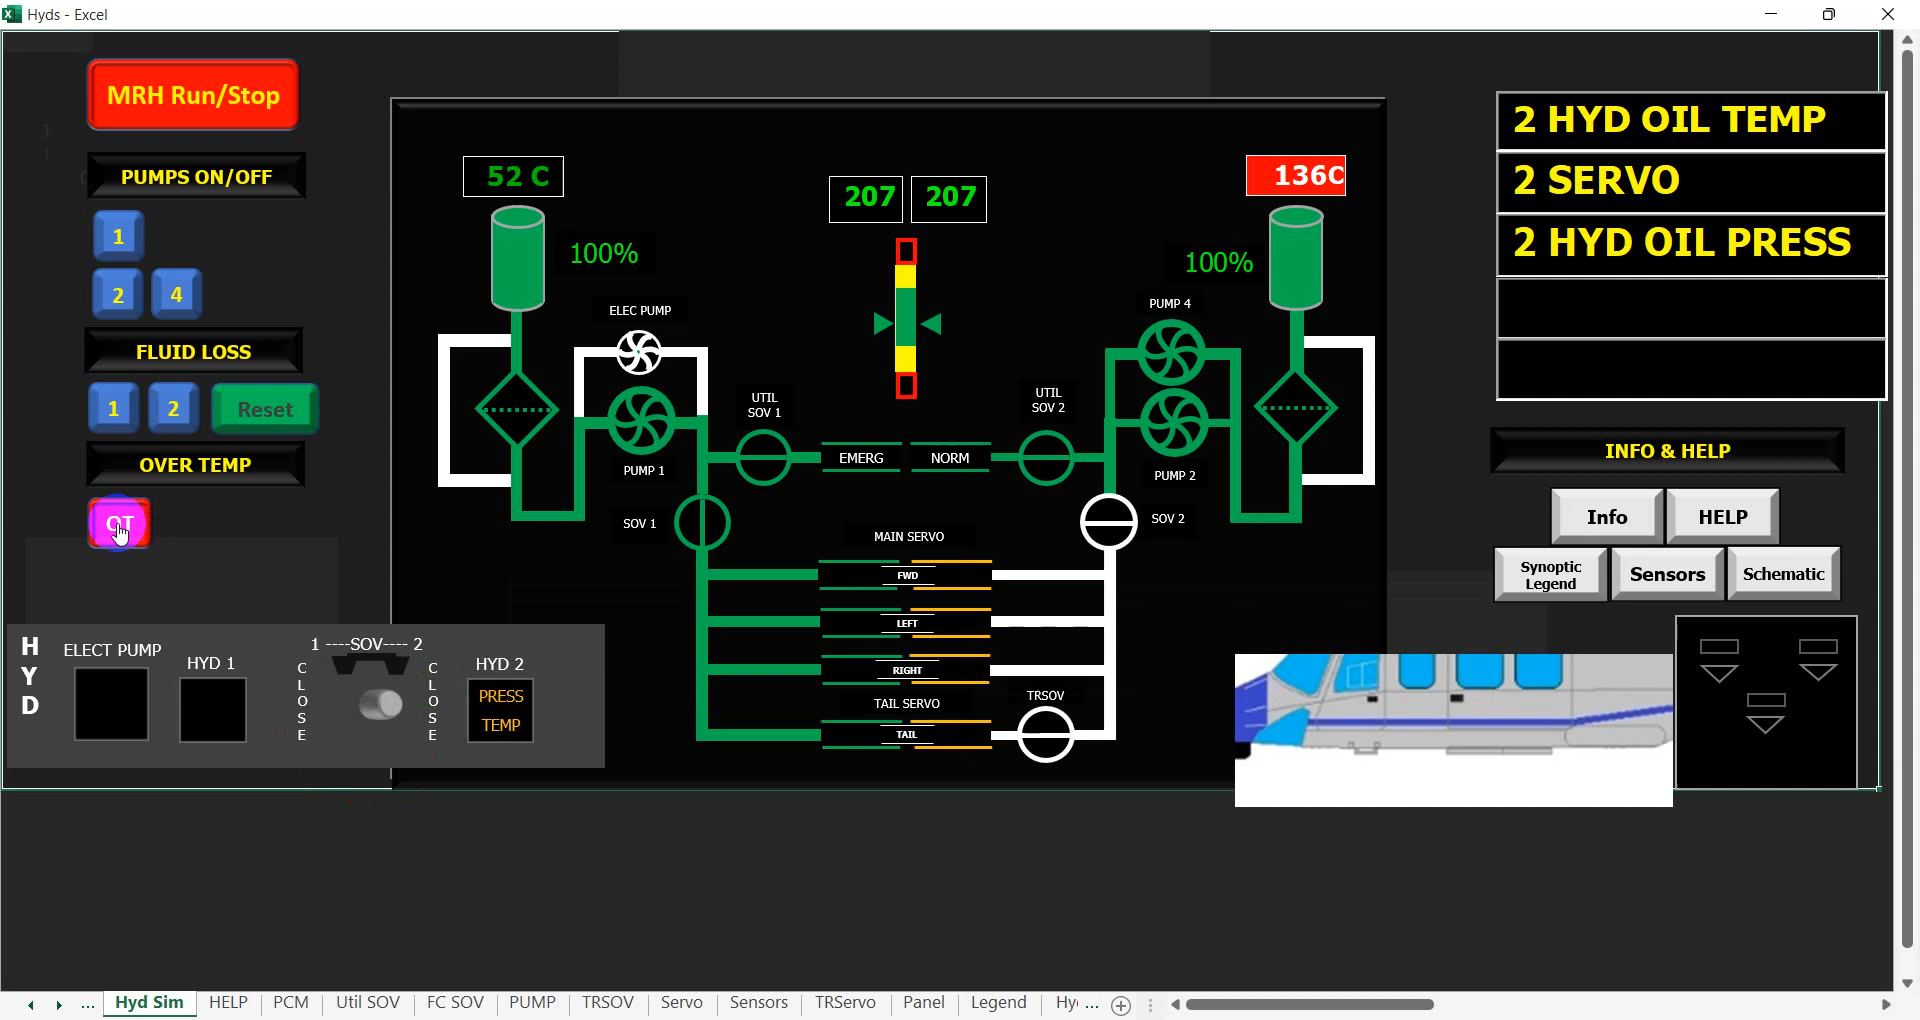 Hyds - Excel
MRH Run/Stop
PUMPS ON/OFF
1
2 4
FLUID LOSS
1 2 Reset
OVER TEMP
OT
52 C
100%
ELEC PUMP
PUMP 1
207 207
UTIL
SOV 1
EMERG NORM
UTIL
SOV 2
136C
100%
PUMP 4
PUMP 2
SOV 1
SOV 2
MAIN SERVO
FWD
LEFT
RIGHT
TAIL SERVO
TAIL
TRSOV
2 HYD OIL TEMP
2 SERVO
2 HYD OIL PRESS
INFO & HELP
Info HELP
Synoptic
Legend
Sensors
Schematic
HYD
ELECT PUMP
HYD 1
1 ----SOV---- 2
CLOSE
CLOSE
HYD 2
PRESS
TEMP
... Hyd Sim HELP PCM Util SOV FC SOV PUMP TRSOV Servo Sensors TRServo Panel Legend Hy ...